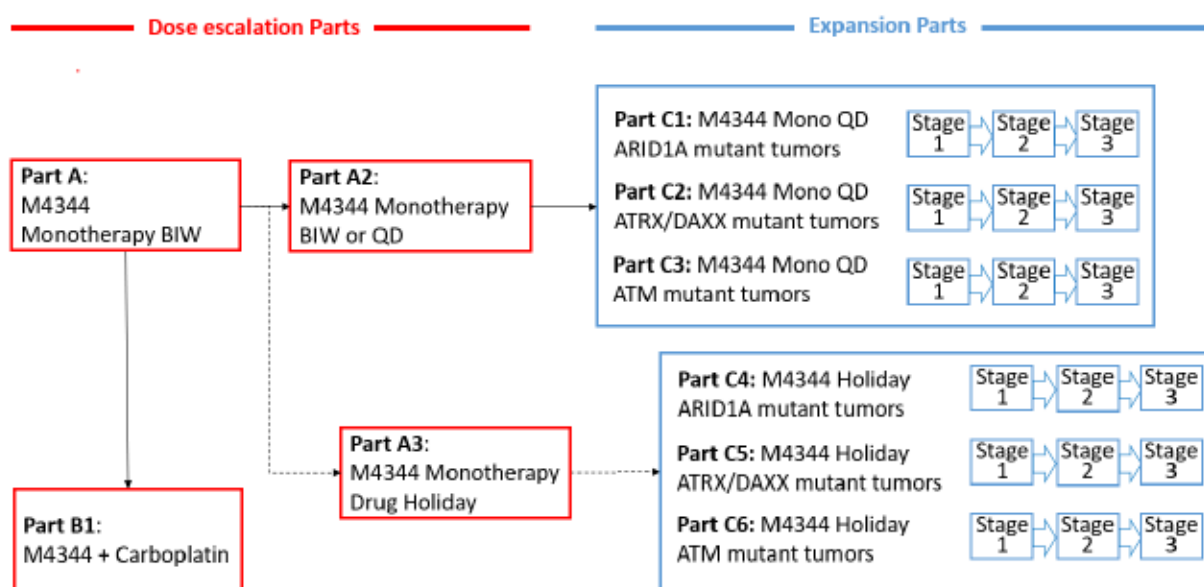 Dose escalation Parts
Expansion Parts
Part A:
M4344
Monotherapy BIW
Part A2:
M4344 Monotherapy
BIW or QD
Part C1: M4344 Mono QD
ARID1A mutant tumors
Stage
1
Stage
2
Stage
3
Part C2: M4344 Mono QD
ATRX/DAXX mutant tumors
Stage
1
Stage
2
Stage
3
Part C3: M4344 Mono QD
ATM mutant tumors
Stage
1
Stage
2
Stage
3
Part A3:
M4344 Monotherapy
Drug Holiday
Part C4: M4344 Holiday
ARID1A mutant tumors
Stage
1
Stage
2
Stage
3
Part C5: M4344 Holiday
ATRX/DAXX mutant tumors
Stage
1
Stage
2
Stage
3
Part C6: M4344 Holiday
ATM mutant tumors
Stage
1
Stage
2
Stage
3
Part B1:
M4344 + Carboplatin